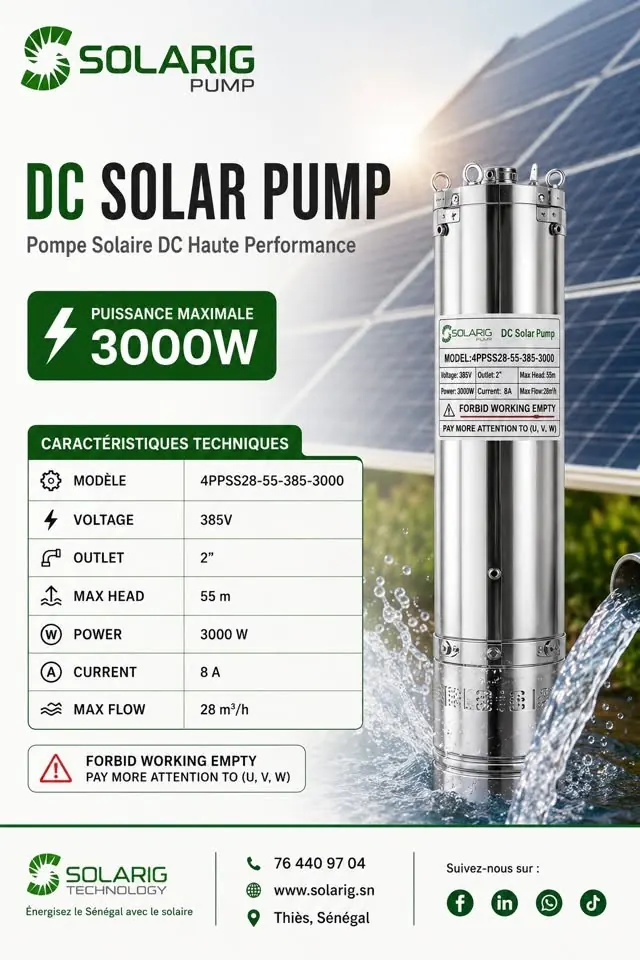 SOLARIG
PUMP
DC SOLAR PUMP
Pompe Solaire DC Haute Performance
PUISSANCE MAXIMALE
3000W
CARACTÉRISTIQUES TECHNIQUES
MODÈLE 4PPSS28-55-385-3000
VOLTAGE 385V
OUTLET 2”
MAX HEAD 55 m
W POWER 3000 W
A CURRENT 8 A
MAX FLOW 28 m³/h
FORBID WORKING EMPTY
PAY MORE ATTENTION TO (U, V, W)
SOLARIG PUMP DC Solar Pump
MODEL:4PPSS28-55-385-3000
Voltage: 385V Outlet: 2" Max Head: 55m
Power: 3000W Current: 8A Max Flow:28m³/h
FORBID WORKING EMPTY
PAY MORE ATTENTION TO (U, V, W)
SOLARIG
TECHNOLOGY
Énergisez le Sénégal avec le solaire
76 440 97 04
www.solarig.sn
Thiès, Sénégal
Suivez-nous sur :